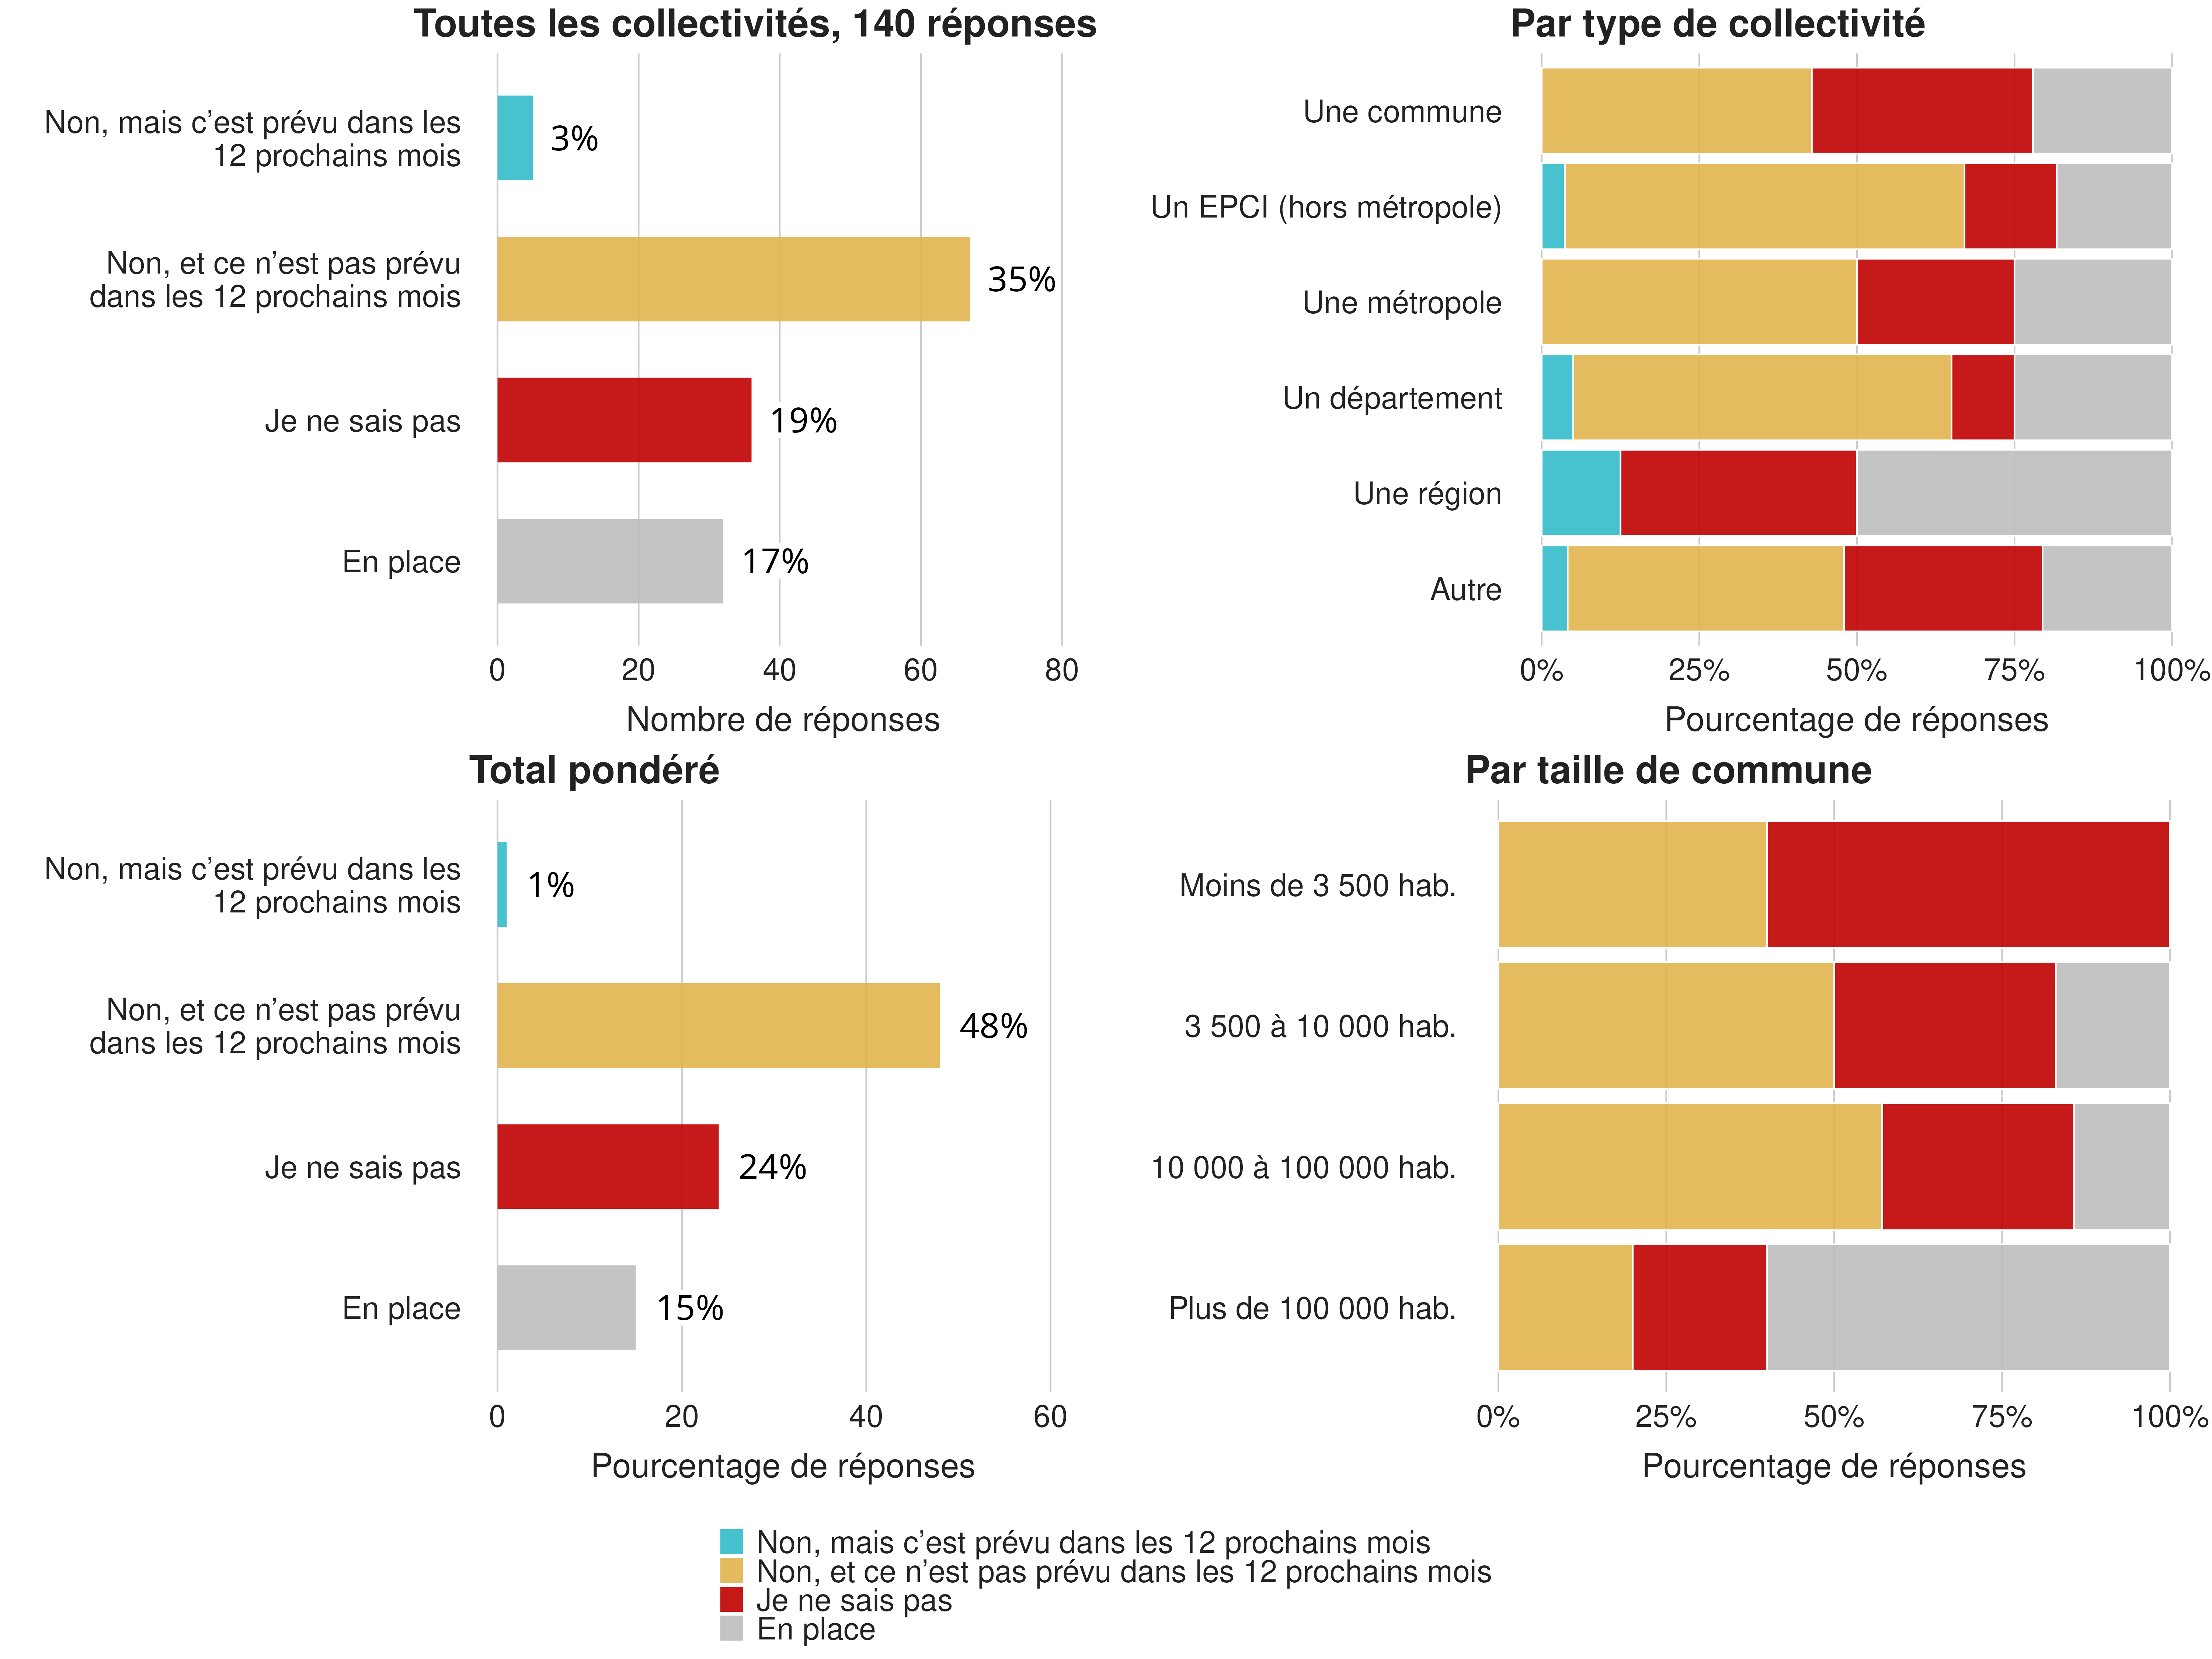 Toutes les collectivités, 140 réponses
Non, mais c’est prévu dans les
12 prochains mois
3%
Non, et ce n’est pas prévu
dans les 12 prochains mois
35%
Je ne sais pas
19%
En place
17%
0 20 40 60 80
Nombre de réponses
Par type de collectivité
Une commune
Un EPCI (hors métropole)
Une métropole
Un département
Une région
Autre
0% 25% 50% 75% 100%
Pourcentage de réponses
Total pondéré
Non, mais c’est prévu dans les
12 prochains mois
1%
Non, et ce n’est pas prévu
dans les 12 prochains mois
48%
Je ne sais pas
24%
En place
15%
0 20 40 60
Pourcentage de réponses
Par taille de commune
Moins de 3 500 hab.
3 500 à 10 000 hab.
10 000 à 100 000 hab.
Plus de 100 000 hab.
0% 25% 50% 75% 100%
Pourcentage de réponses
Non, mais c’est prévu dans les 12 prochains mois
Non, et ce n’est pas prévu dans les 12 prochains mois
Je ne sais pas
En place